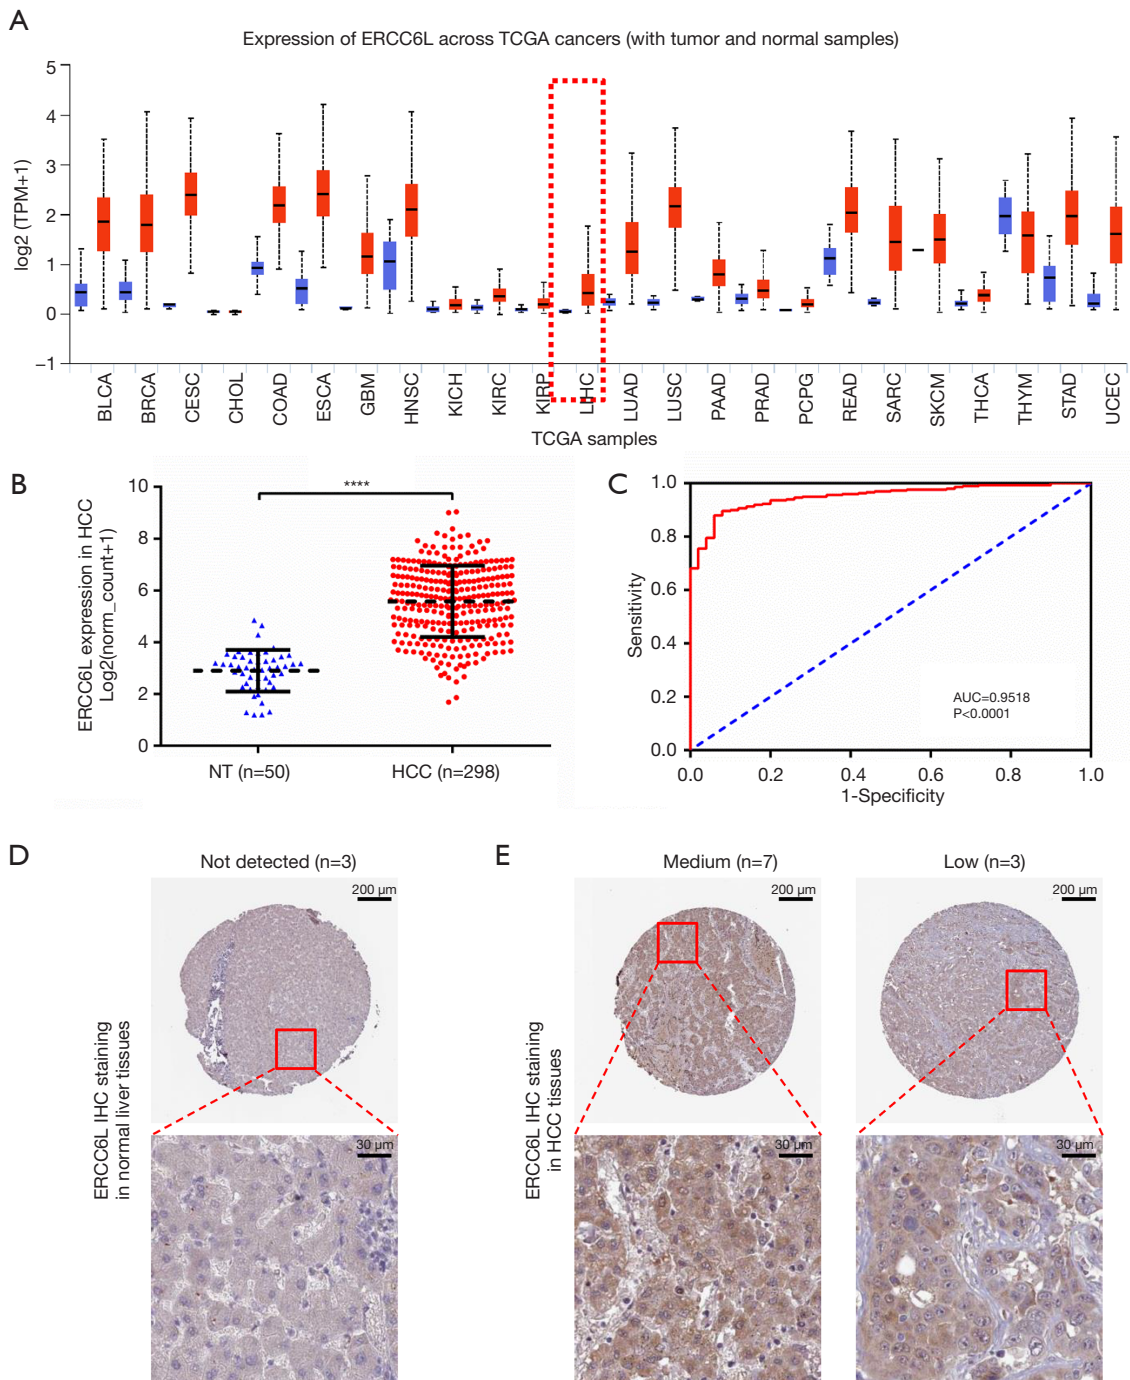 A
Expression of ERCC6L across TCGA cancers (with tumor and normal samples)
log2 (TPM+1)
5
4
3
2
1
0
−1
BLCA
BRCA
CESC
CHOL
COAD
ESCA
GBM
HNSC
KICH
KIRC
KIRP
LIHC
LUAD
LUSC
PAAD
PRAD
PCPG
READ
SARC
SKCM
THCA
THYM
STAD
UCEC
TCGA samples
B
ERCC6L expression in HCC
Log2(norm_count+1)
10
8
6
4
2
0
****
NT (n=50)
HCC (n=298)
C
Sensitivity
1.0
0.8
0.6
0.4
0.2
0.0
AUC=0.9518
P<0.0001
0.0
0.2
0.4
0.6
0.8
1.0
1-Specificity
D
Not detected (n=3)
200 µm
ERCC6L IHC staining
in normal liver tissues
30 µm
E
Medium (n=7)
Low (n=3)
200 µm
200 µm
ERCC6L IHC staining
in HCC tissues
30 µm
30 µm